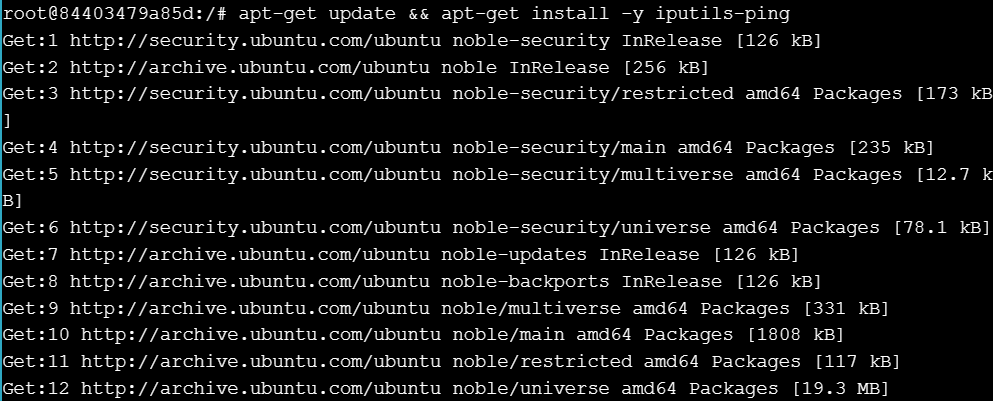 root@84403479a85d:/# apt-get update && apt-get install -y iputils-ping
Get:1 http://security.ubuntu.com/ubuntu noble-security InRelease [126 kB]
Get:2 http://archive.ubuntu.com/ubuntu noble InRelease [256 kB]
Get:3 http://security.ubuntu.com/ubuntu noble-security/restricted amd64 Packages [173 kB
]
Get:4 http://security.ubuntu.com/ubuntu noble-security/main amd64 Packages [235 kB]
Get:5 http://security.ubuntu.com/ubuntu noble-security/multiverse amd64 Packages [12.7 k
B]
Get:6 http://security.ubuntu.com/ubuntu noble-security/universe amd64 Packages [78.1 kB]
Get:7 http://archive.ubuntu.com/ubuntu noble-updates InRelease [126 kB]
Get:8 http://archive.ubuntu.com/ubuntu noble-backports InRelease [126 kB]
Get:9 http://archive.ubuntu.com/ubuntu noble/multiverse amd64 Packages [331 kB]
Get:10 http://archive.ubuntu.com/ubuntu noble/main amd64 Packages [1808 kB]
Get:11 http://archive.ubuntu.com/ubuntu noble/restricted amd64 Packages [117 kB]
Get:12 http://archive.ubuntu.com/ubuntu noble/universe amd64 Packages [19.3 MB]